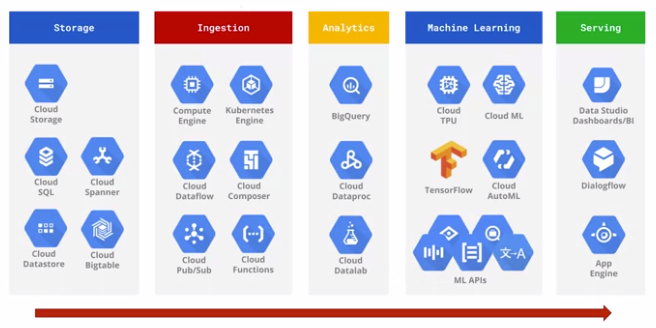 Storage
Ingestion
Analytics
Machine Learning
Serving
Cloud
Storage
Cloud
SQL
Cloud
Spanner
Cloud
Datastore
Cloud
Bigtable
Compute
Engine
Kubernetes
Engine
Cloud
Dataflow
Cloud
Composer
Cloud
Pub/Sub
Cloud
Functions
BigQuery
Cloud
Dataproc
Cloud
Datalab
Cloud
TPU
Cloud ML
TensorFlow
Cloud
AutoML
文→A
ML APIs
Data Studio
Dashboards/BI
Dialogflow
App
Engine